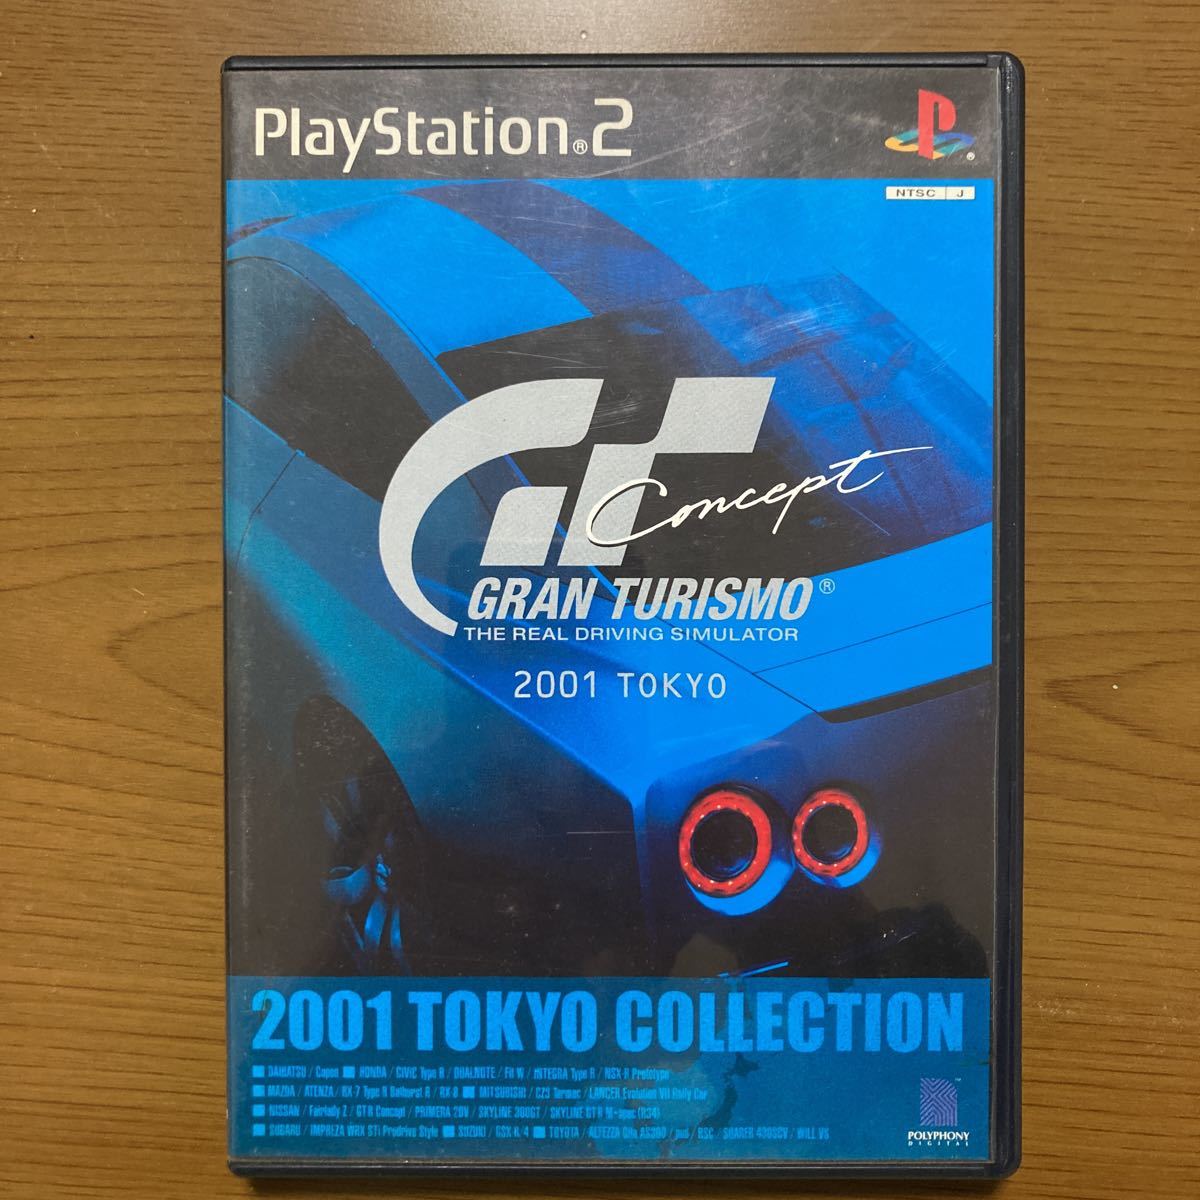 PlayStation®2
NTSC J
GT Concept
GRAN TURISMO®
THE REAL DRIVING SIMULATOR
2001 TOKYO
2001 TOKYO COLLECTION
DAIHATSU / Copen HONDA / CIVIC Type R / DUALNOTE / Fit W / INTEGRA Type R / NSX-R Prototype
MAZDA / ATENZA / RX-7 Type R Bathurst R / RX-8 MITSUBISHI / CZ3 Tarmac / LANCER Evolution VII Rally Car
NISSAN / Fairlady Z / GT-R Concept / PRIMERA 20V / SKYLINE 300GT / SKYLINE GTR M-spec (R34)
SUBARU / IMPREZA WRX STi Prodrive Style SUZUKI / GSX-R/4 TOYOTA / ALTEZZA Gita AS300 / pod / RSC / SOARER 430SCV / WILL VS
POLYPHONY
DIGITAL